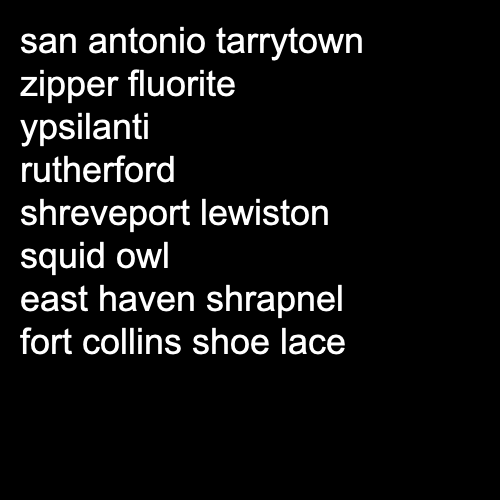 san antonio tarrytown
zipper fluorite
ypsilanti
rutherford
shreveport lewiston
squid owl
east haven shrapnel
fort collins shoe lace